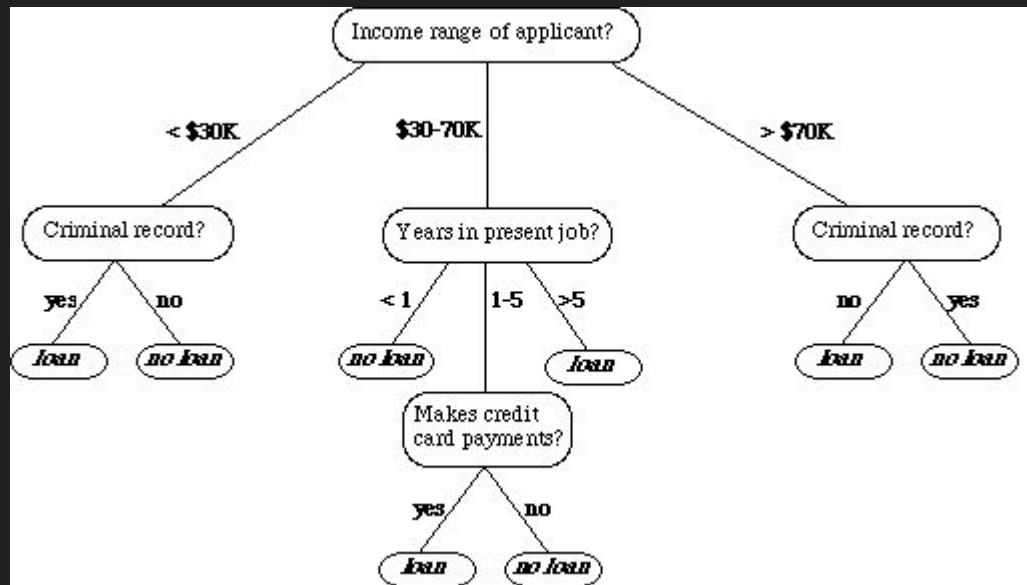 Income range of applicant?
< $30K
$30-70K
> $70K
Criminal record?
Years in present job?
Criminal record?
yes
no
< 1
1-5
>5
no
yes
loan
no loan
no loan
loan
loan
no loan
Makes credit
card payments?
yes
no
loan
no loan